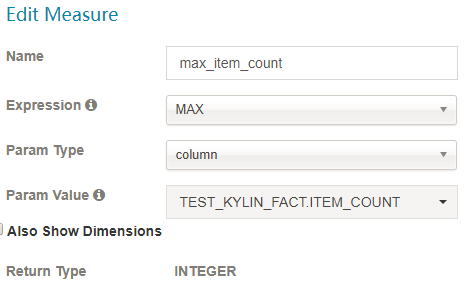 Edit Measure
Name max_item_count
Expression MAX
Param Type column
Param Value TEST_KYLIN_FACT.ITEM_COUNT
Also Show Dimensions
Return Type INTEGER